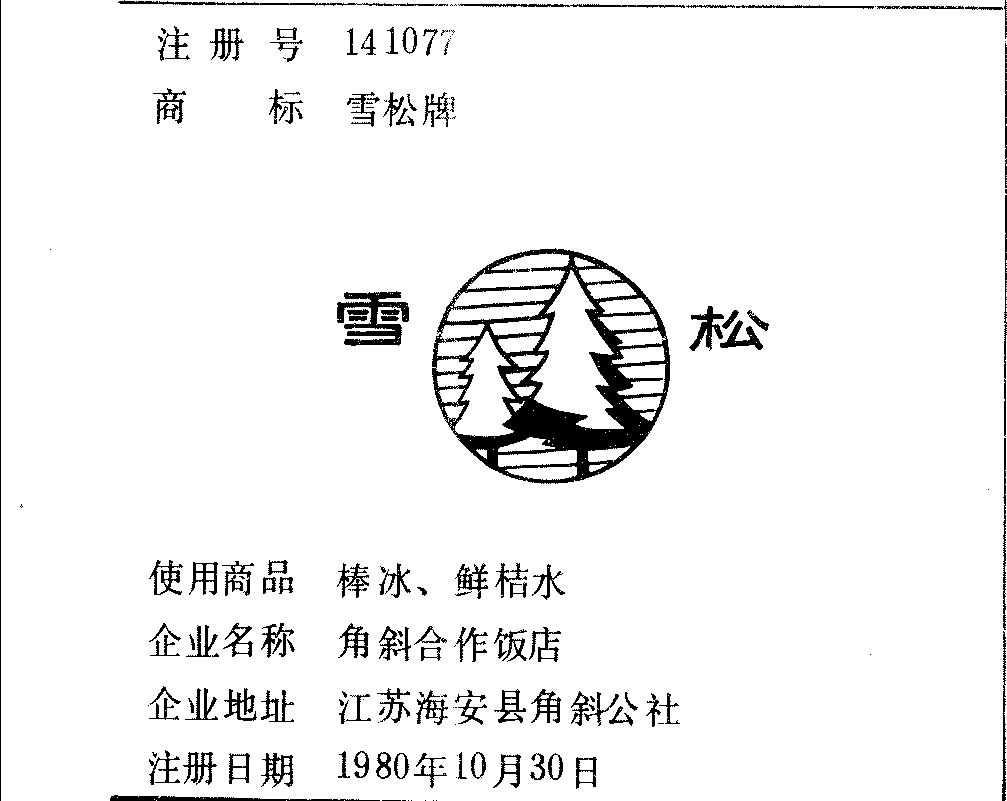 注册号 141077
商标 雪松牌
雪 松
使用商品 棒冰、鲜桔水
企业名称 角斜合作饭店
企业地址 江苏海安县角斜公社
注册日期 1980年10月30日